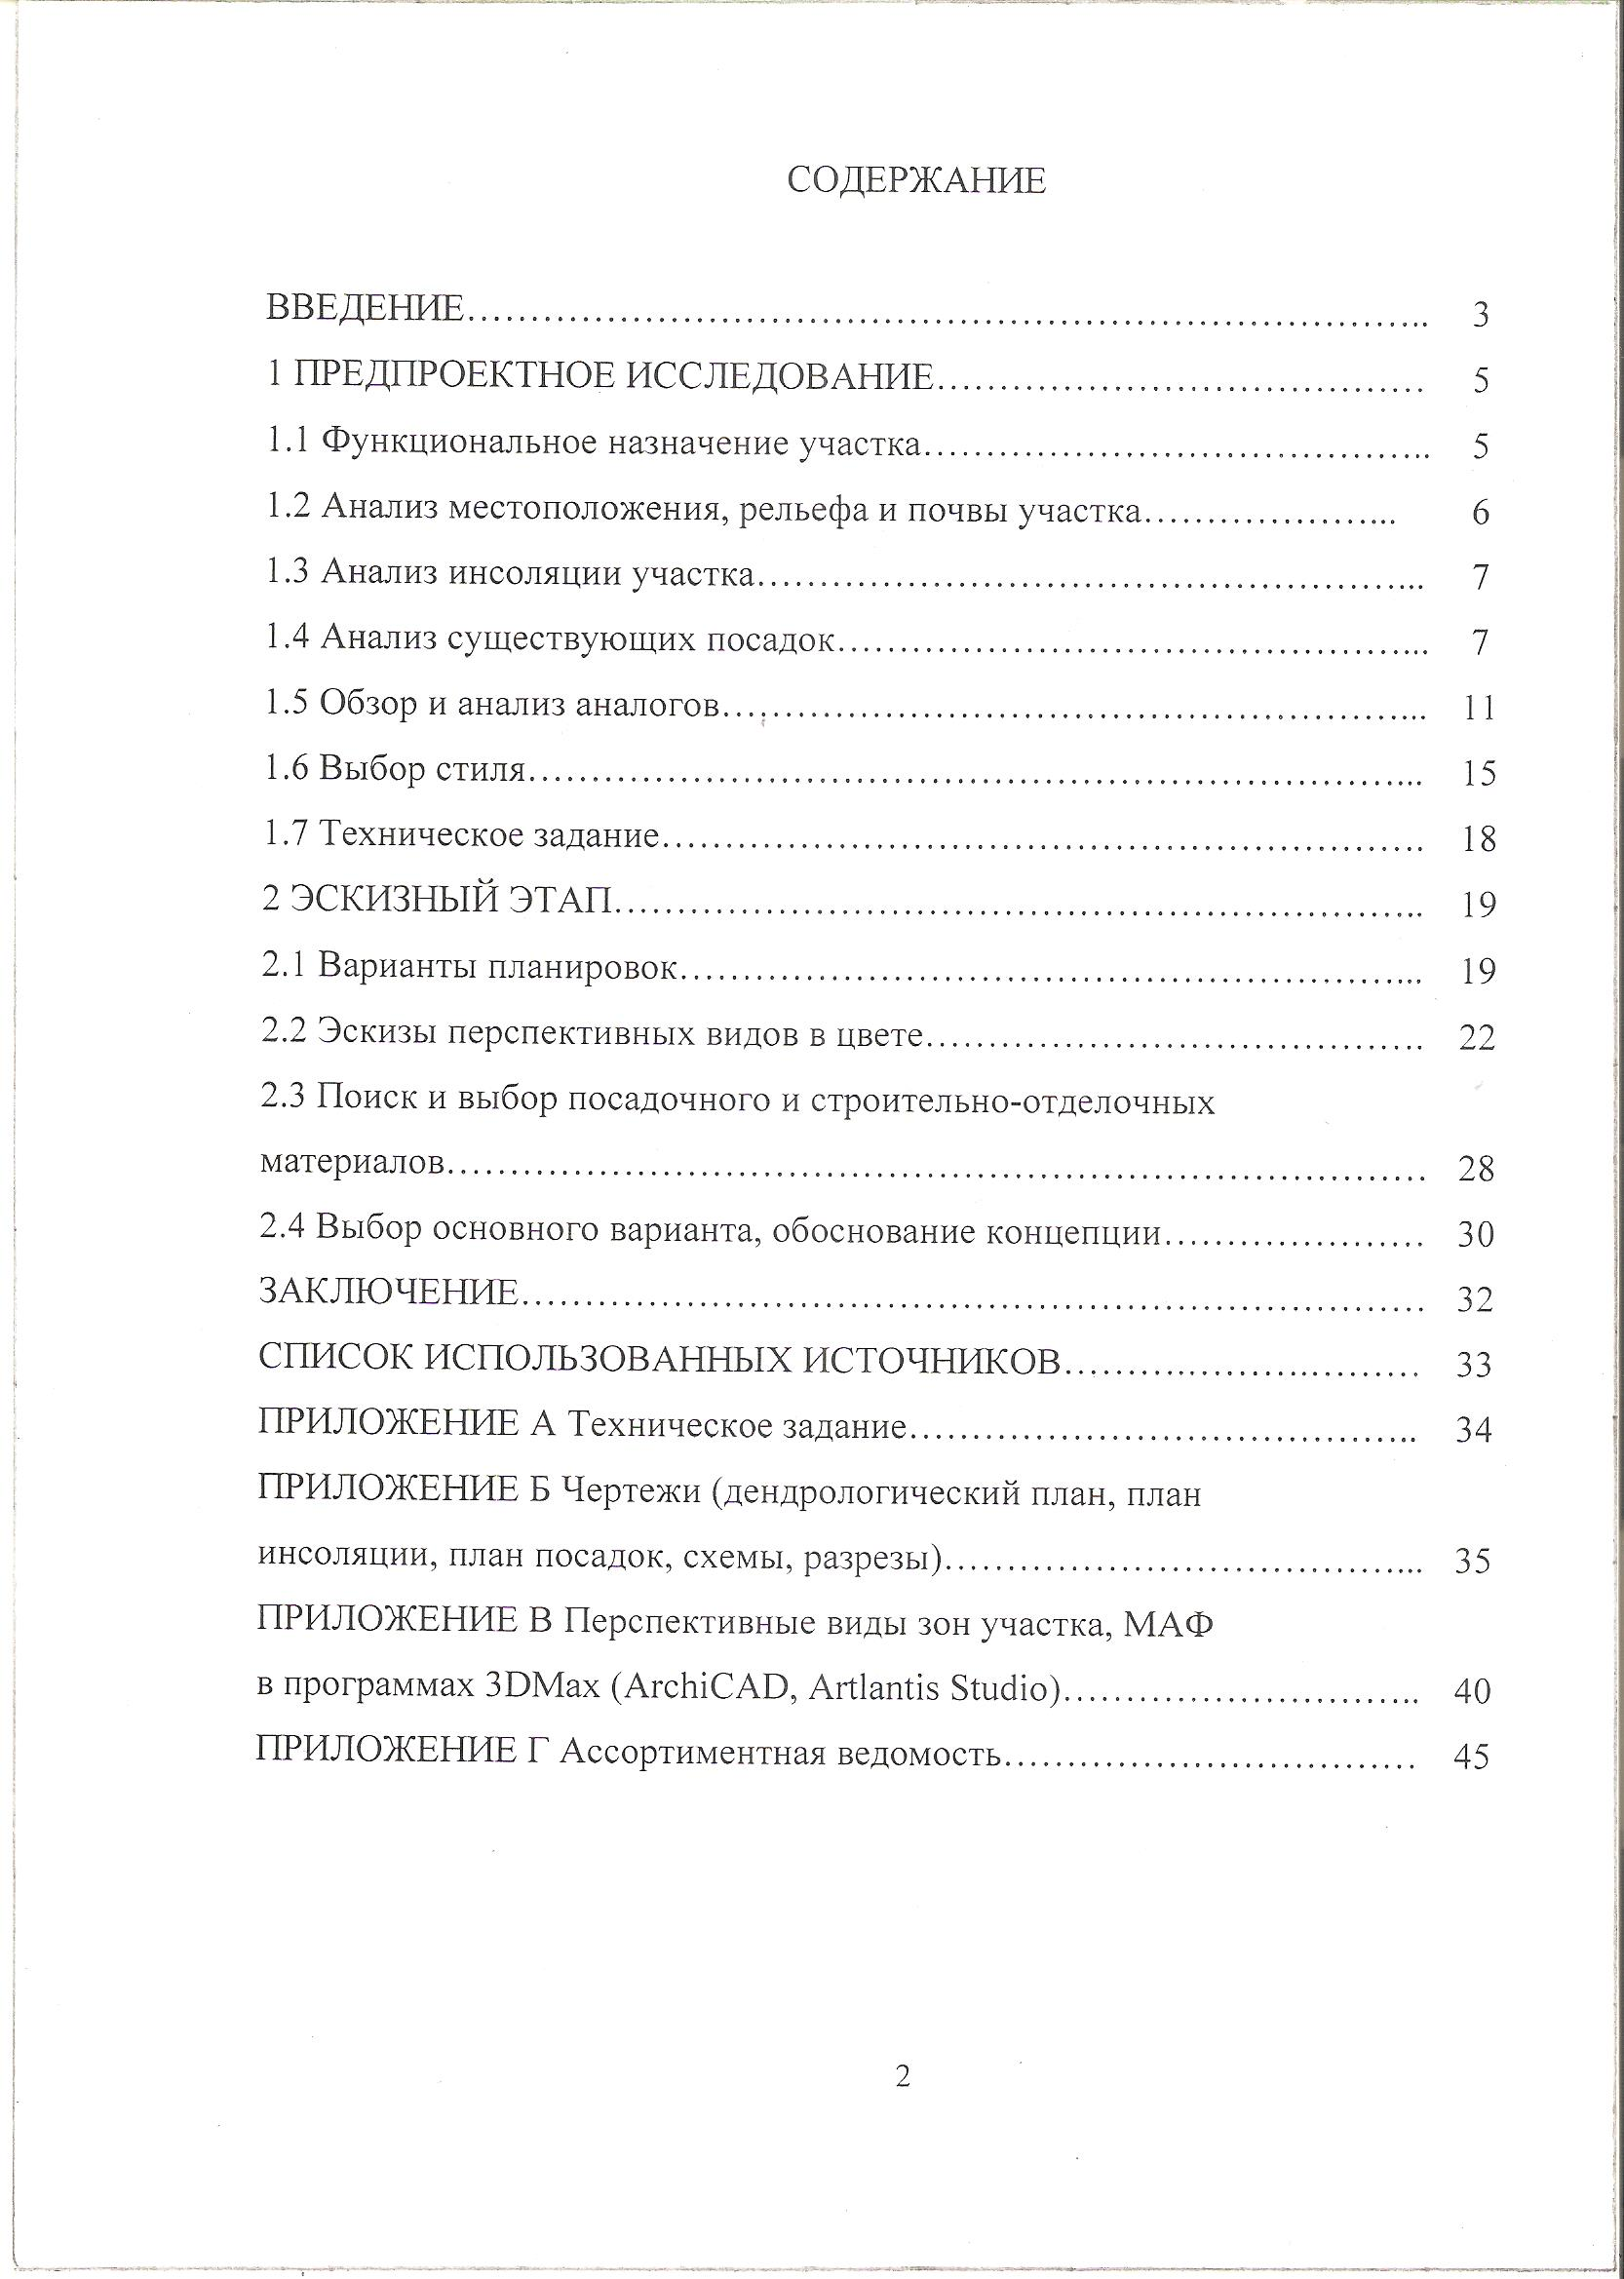 СОДЕРЖАНИЕ
ВВЕДЕНИЕ……………………………………………………………………….. 3
1 ПРЕДПРОЕКТНОЕ ИССЛЕДОВАНИЕ…………………………………… 5
1.1 Функциональное назначение участка…………………………………….. 5
1.2 Анализ местоположения, рельефа и почвы участка………………….. 6
1.3 Анализ инсоляции участка………………………………………………... 7
1.4 Анализ существующих посадок…………………………………………... 7
1.5 Обзор и анализ аналогов…………………………………………………... 11
1.6 Выбор стиля………………………………………………………………... 15
1.7 Техническое задание……………………………………………………… 18
2 ЭСКИЗНЫЙ ЭТАП………………………………………………………….. 19
2.1 Варианты планировок……………………………………………………... 19
2.2 Эскизы перспективных видов в цвете…………………………………… 22
2.3 Поиск и выбор посадочного и строительно-отделочных
материалов……………………………………………………………………… 28
2.4 Выбор основного варианта, обоснование концепции………………… 30
ЗАКЛЮЧЕНИЕ………………………………………………………………… 32
СПИСОК ИСПОЛЬЗОВАННЫХ ИСТОЧНИКОВ………………………… 33
ПРИЛОЖЕНИЕ А Техническое задание…………………………………….. 34
ПРИЛОЖЕНИЕ Б Чертежи (дендрологический план, план
инсоляции, план посадок, схемы, разрезы)…………………………………... 35
ПРИЛОЖЕНИЕ В Перспективные виды зон участка, МАФ
в программах 3DMax (ArchiCAD, Artlantis Studio)………………………... 40
ПРИЛОЖЕНИЕ Г Ассортиментная ведомость……………………………… 45
2